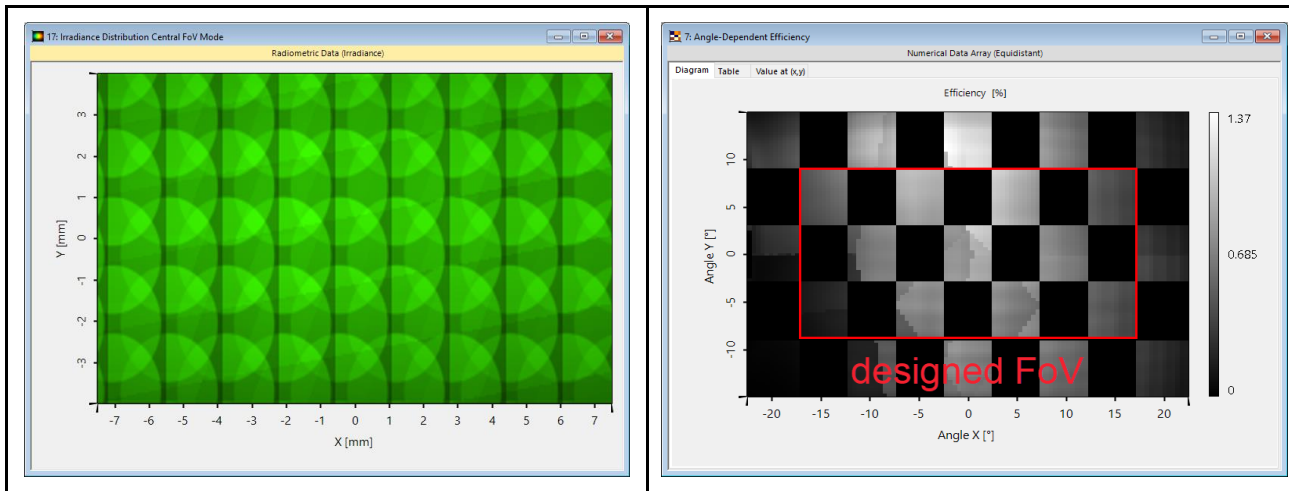 17: Irradiance Distribution Central FoV Mode
Radiometric Data (Irradiance)
Y [mm]
3
2
1
0
-1
-2
-3
-7 -6 -5 -4 -3 -2 -1 0 1 2 3 4 5 6 7
X [mm]
7: Angle-Dependent Efficiency
Numerical Data Array (Equidistant)
Diagram Table Value at (x,y)
Efficiency [%]
Angle Y [°]
10
5
0
-5
-10
designed FoV
-20 -15 -10 -5 0 5 10 15 20
Angle X [°]
1.37
0.685
0